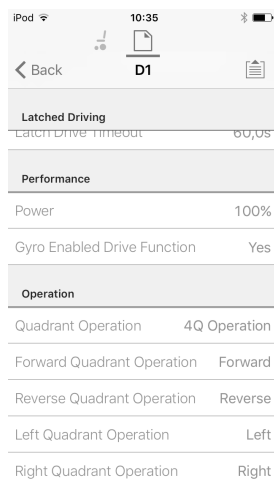 iPod 10:35
Back D1
Latched Driving
Latch Drive Timeout 60,0s
Performance
Power 100%
Gyro Enabled Drive Function Yes
Operation
Quadrant Operation 4Q Operation
Forward Quadrant Operation Forward
Reverse Quadrant Operation Reverse
Left Quadrant Operation Left
Right Quadrant Operation Right